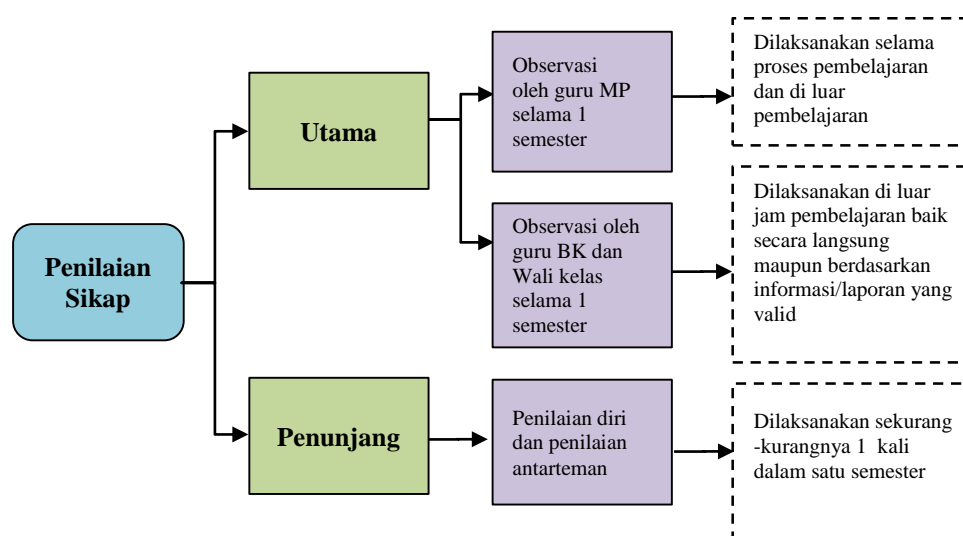 Penilaian
Sikap
Utama
Penunjang
Observasi
oleh guru MP
selama 1
semester
Observasi oleh
guru BK dan
Wali kelas
selama 1
semester
Penilaian diri
dan penilaian
antarteman
Dilaksanakan selama
proses pembelajaran
dan di luar
pembelajaran
Dilaksanakan di luar
jam pembelajaran baik
secara langsung
maupun berdasarkan
informasi/laporan yang
valid
Dilaksanakan sekurang
-kurangnya 1 kali
dalam satu semester